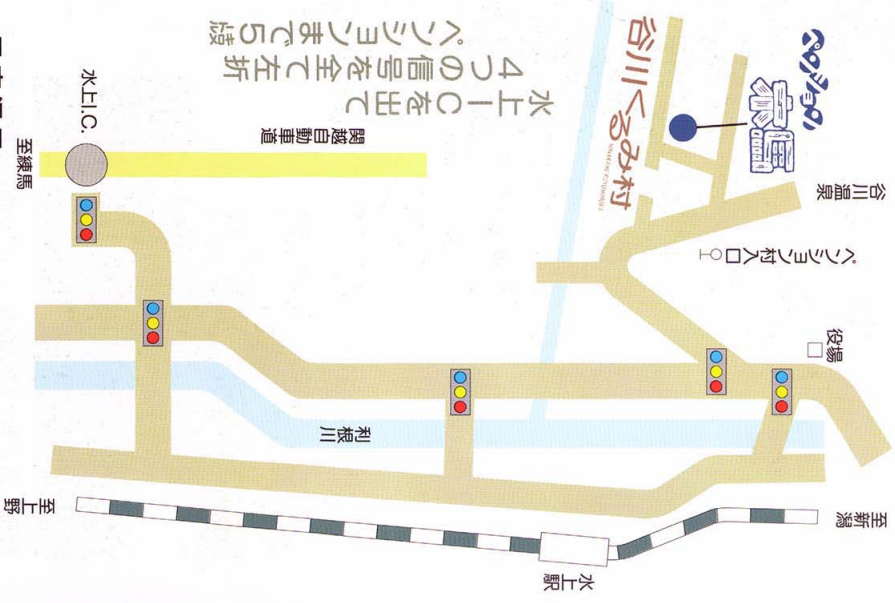 水上ICを出て
4つの信号を全て左折
ペンションまで5
ペンション
谷川くるみ村
谷川温泉
ペンション村入口
役場
関越自動車道
水上I.C.
至練馬
利根川
至上野
至新潟
水上駅